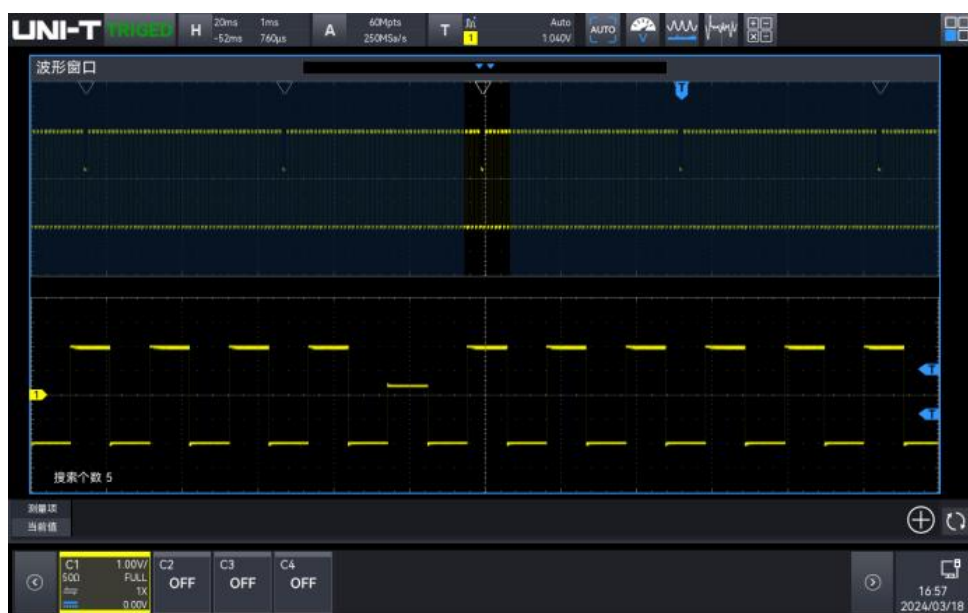 UNI-T TRIGED H 20ms 1ms A 60Mpts T Auto AUTO
-52ms 760μs 250MSa/s 1 1.040V
波形窗口
T
1
T
T
搜索个数 5
测量项
当前值
C1 1.00V/ C2 C3 C4
50Ω FULL OFF OFF OFF
1X
0.00V
16:57
2024/03/18